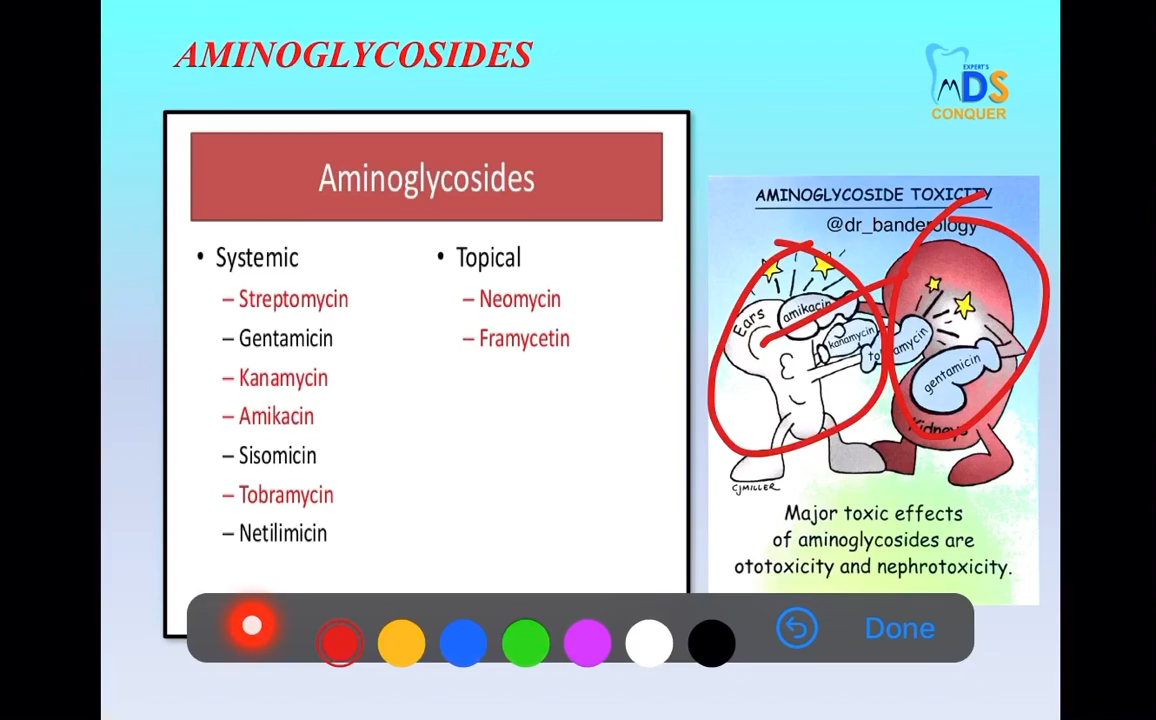 AMINOGLYCOSIDES
EXPERT'S
MDS
CONQUER
Aminoglycosides
• Systemic
– Streptomycin
– Gentamicin
– Kanamycin
– Amikacin
– Sisomicin
– Tobramycin
– Netilimicin
• Topical
– Neomycin
– Framycetin
AMINOGLYCOSIDE TOXICITY
@dr_banderology
Ears
amikacin
kanamycin
tobramycin
gentamicin
Kidneys
CJMILLER
Major toxic effects
of aminoglycosides are
ototoxicity and nephrotoxicity.
Done